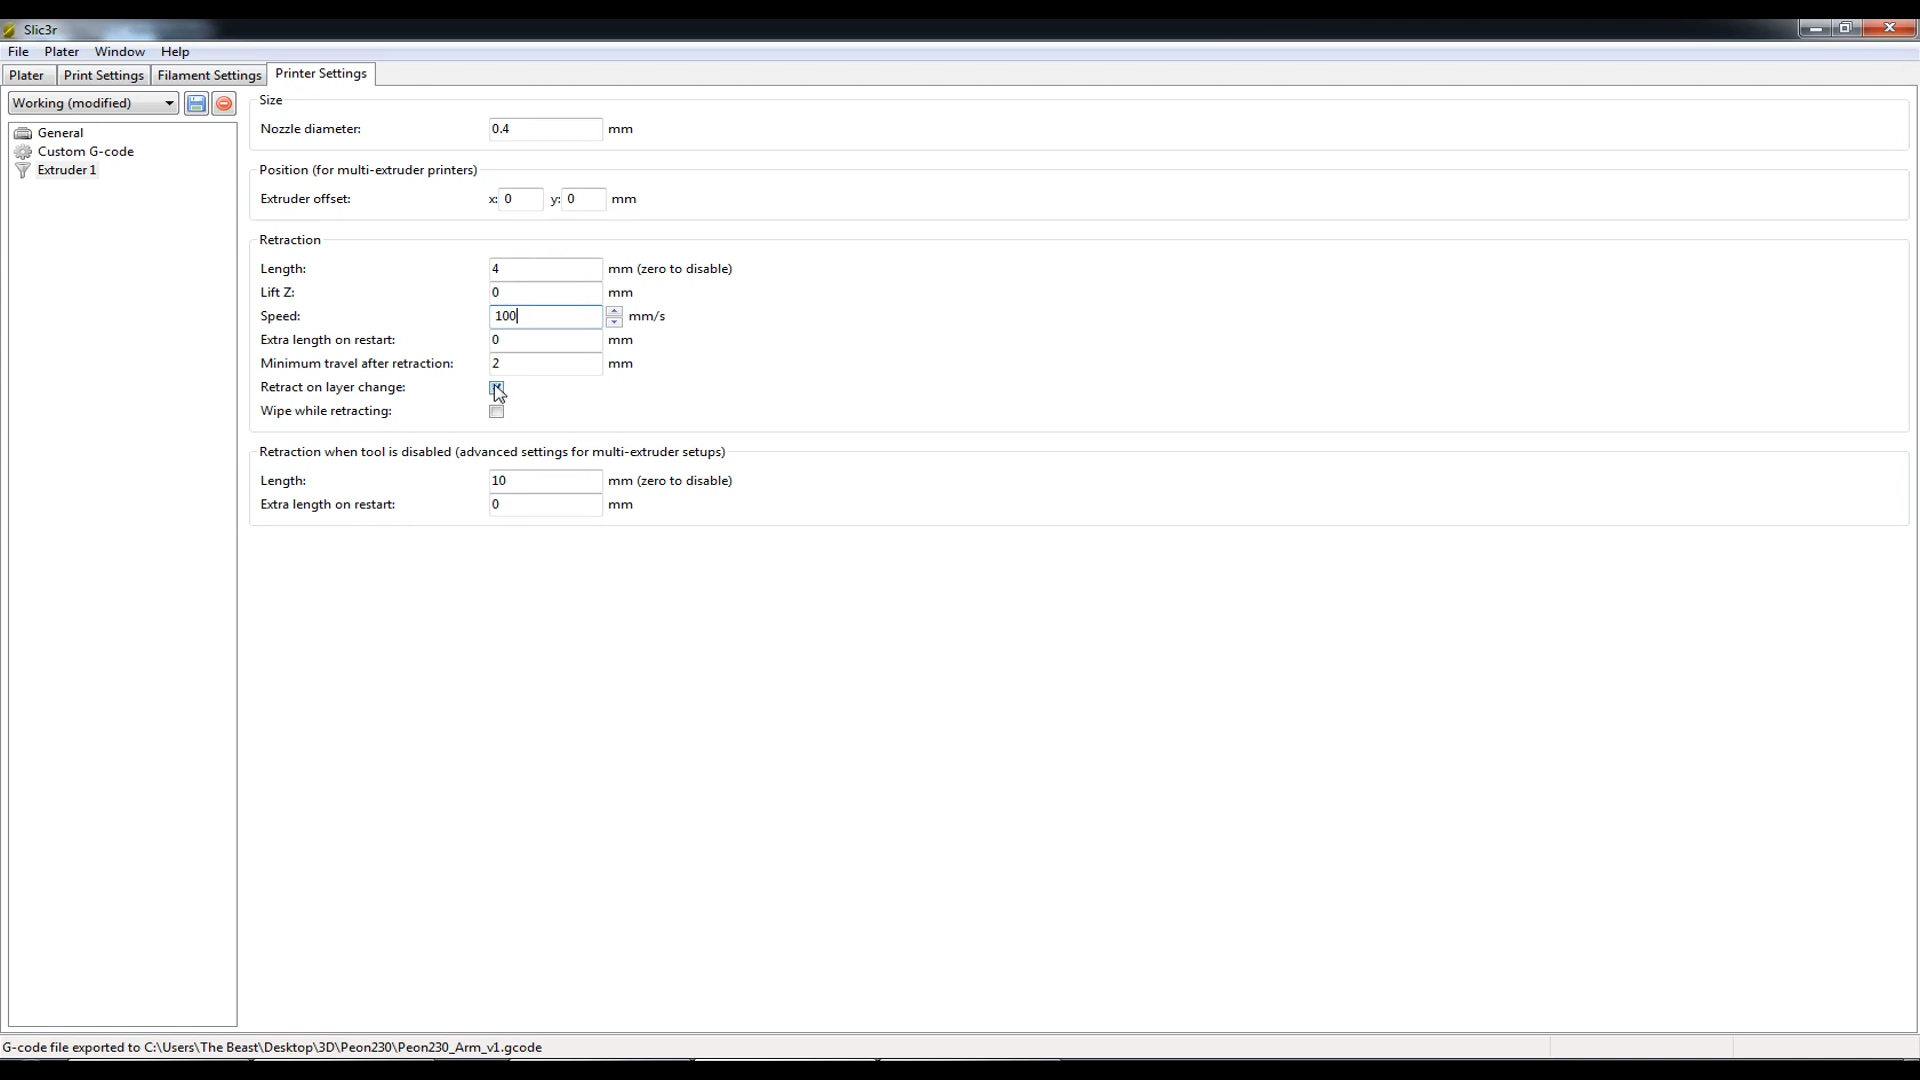 Slic3r
File Plater Window Help
Plater Print Settings Filament Settings Printer Settings
Working (modified)
General
Custom G-code
Extruder 1
Size
Nozzle diameter: 0.4 mm
Position (for multi-extruder printers)
Extruder offset: x: 0 y: 0 mm
Retraction
Length: 4 mm (zero to disable)
Lift Z: 0 mm
Speed: 100 mm/s
Extra length on restart: 0 mm
Minimum travel after retraction: 2 mm
Retract on layer change:
Wipe while retracting:
Retraction when tool is disabled (advanced settings for multi-extruder setups)
Length: 10 mm (zero to disable)
Extra length on restart: 0 mm
G-code file exported to C:\Users\The Beast\Desktop\3D\Peon230\Peon230_Arm_v1.gcode